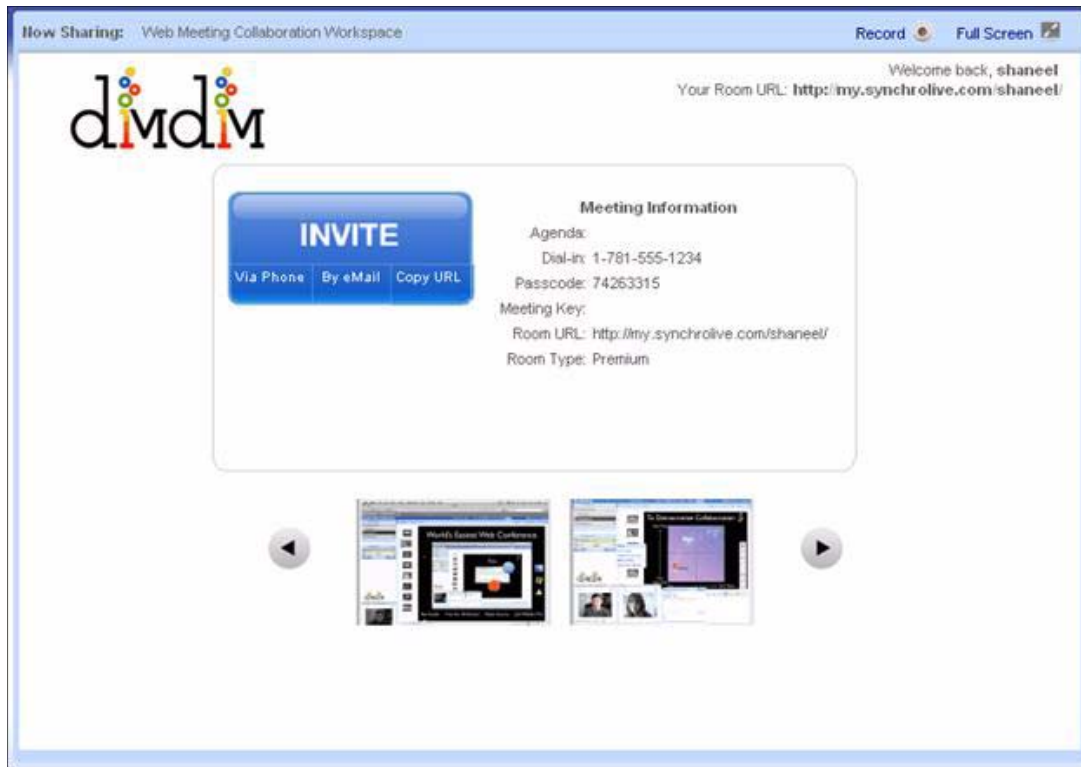 Now Sharing: Web Meeting Collaboration Workspace
Record Full Screen
Welcome back, shaneel
Your Room URL: http://my.synchrolive.com/shaneel/
dimdim
INVITE
Via Phone By eMail Copy URL
Meeting Information
Agenda:
Dial-in: 1-781-555-1234
Passcode: 74263315
Meeting Key:
Room URL: http://my.synchrolive.com/shaneel/
Room Type: Premium
World's Easiest Web Conference